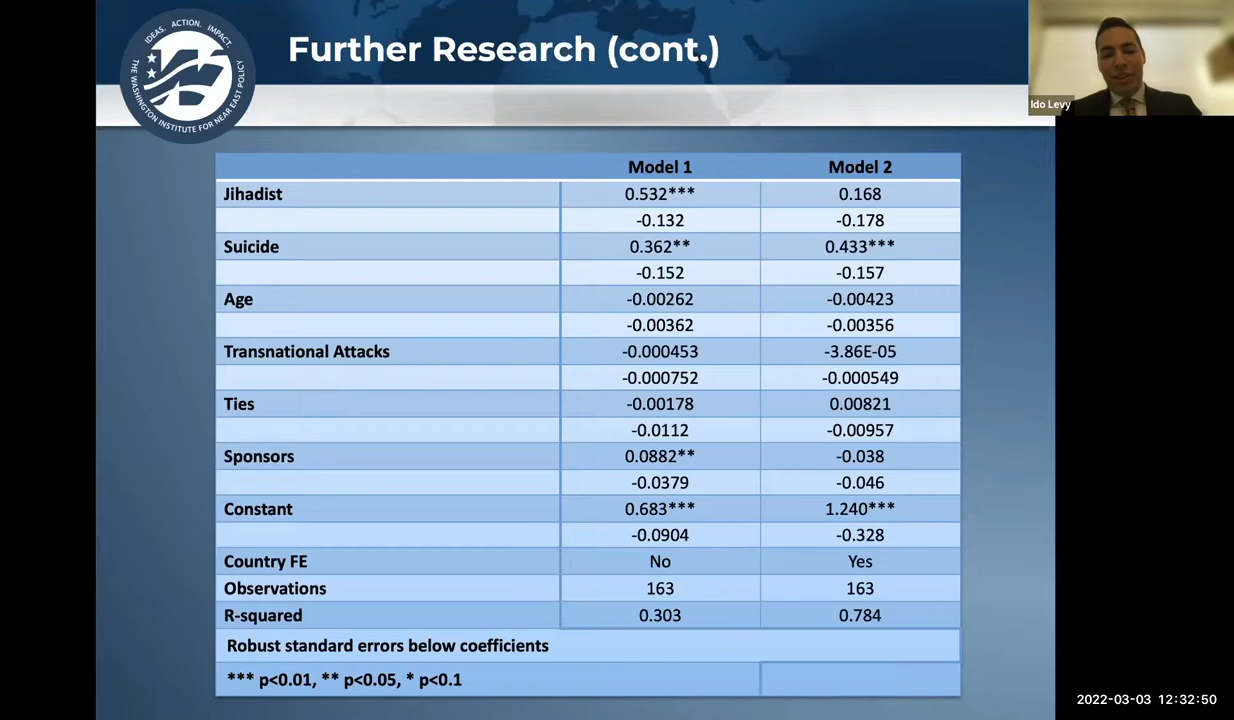 IDEAS. ACTION. IMPACT.
THE WASHINGTON INSTITUTE FOR NEAR EAST POLICY
Further Research (cont.)
Ido Levy
Model 1 Model 2
Jihadist 0.532*** 0.168
-0.132 -0.178
Suicide 0.362** 0.433***
-0.152 -0.157
Age -0.00262 -0.00423
-0.00362 -0.00356
Transnational Attacks -0.000453 -3.86E-05
-0.000752 -0.000549
Ties -0.00178 0.00821
-0.0112 -0.00957
Sponsors 0.0882** -0.038
-0.0379 -0.046
Constant 0.683*** 1.240***
-0.0904 -0.328
Country FE No Yes
Observations 163 163
R-squared 0.303 0.784
Robust standard errors below coefficients
*** p<0.01, ** p<0.05, * p<0.1
2022-03-03 12:32:50